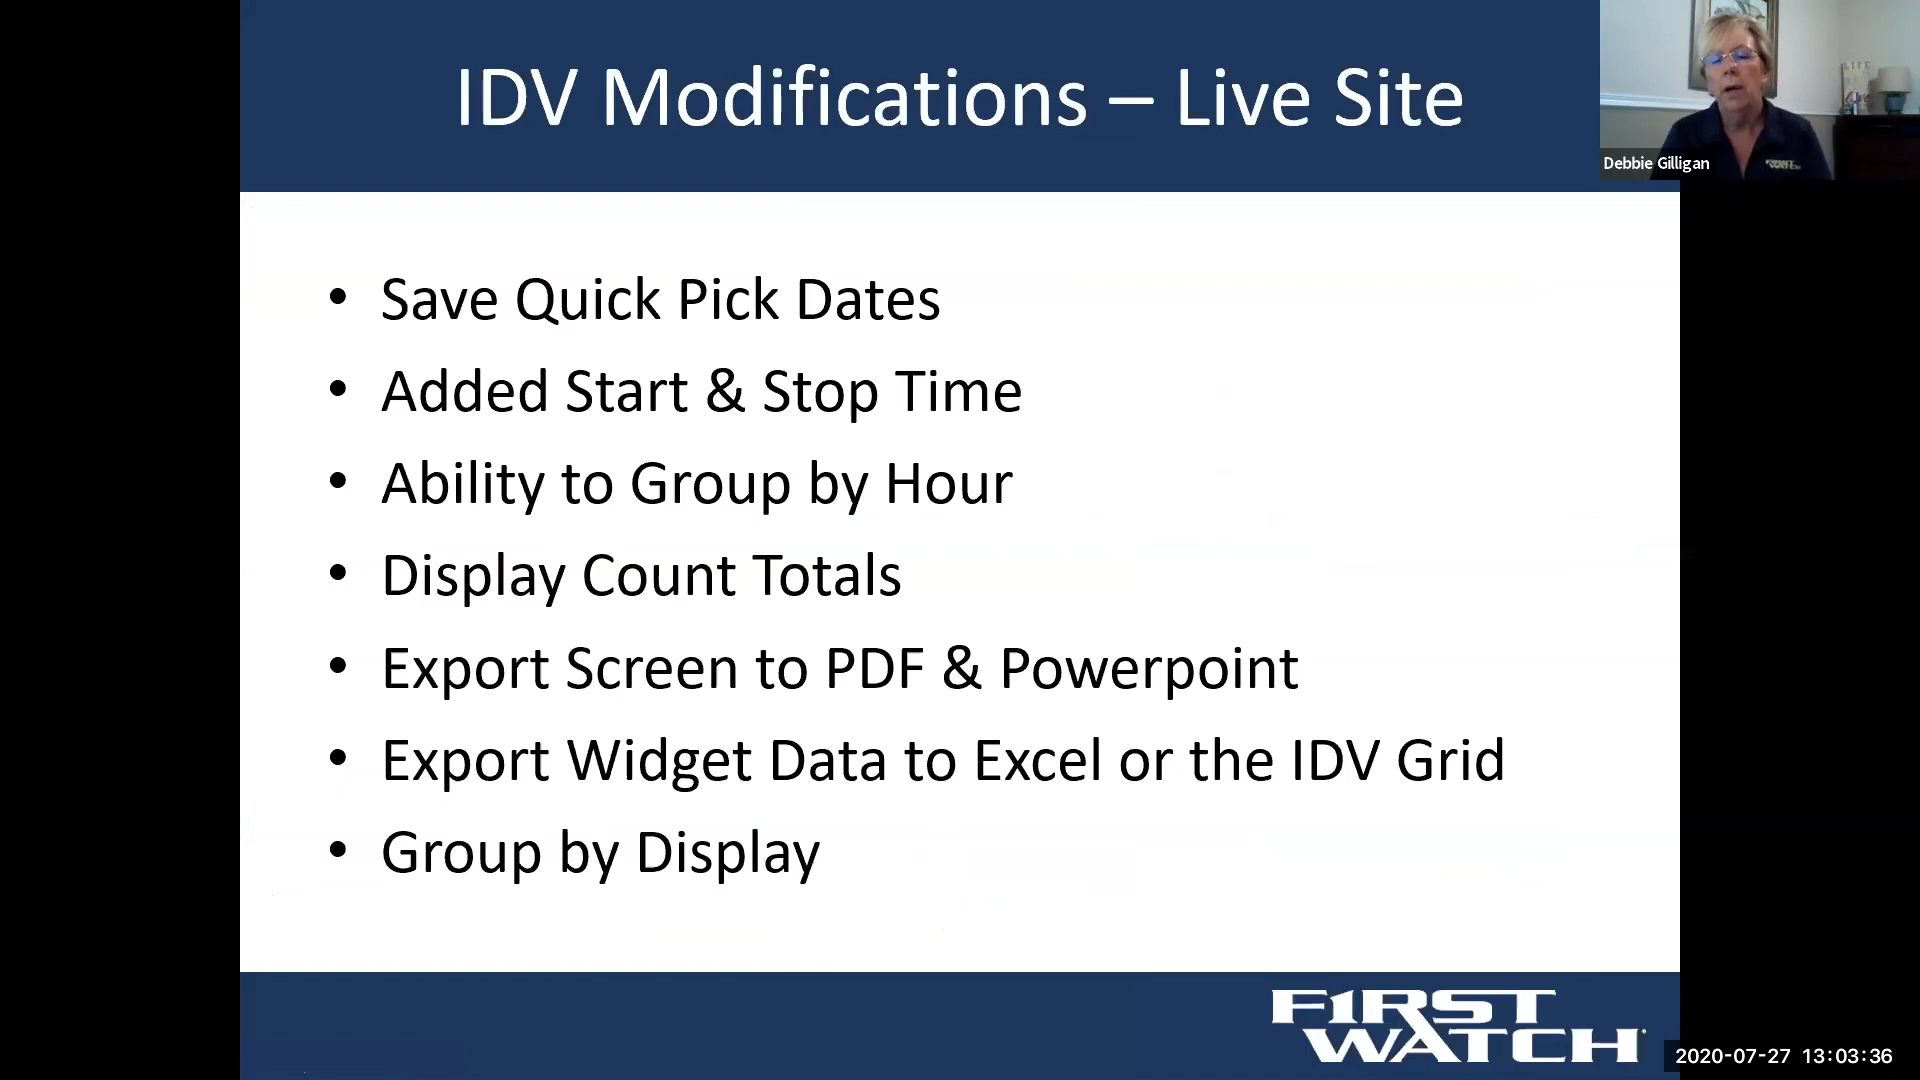 IDV Modifications – Live Site
Debbie Gilligan
FIRST
WATCH
• Save Quick Pick Dates
• Added Start & Stop Time
• Ability to Group by Hour
• Display Count Totals
• Export Screen to PDF & Powerpoint
• Export Widget Data to Excel or the IDV Grid
• Group by Display
FIRST
WATCH
2020-07-27 13:03:36